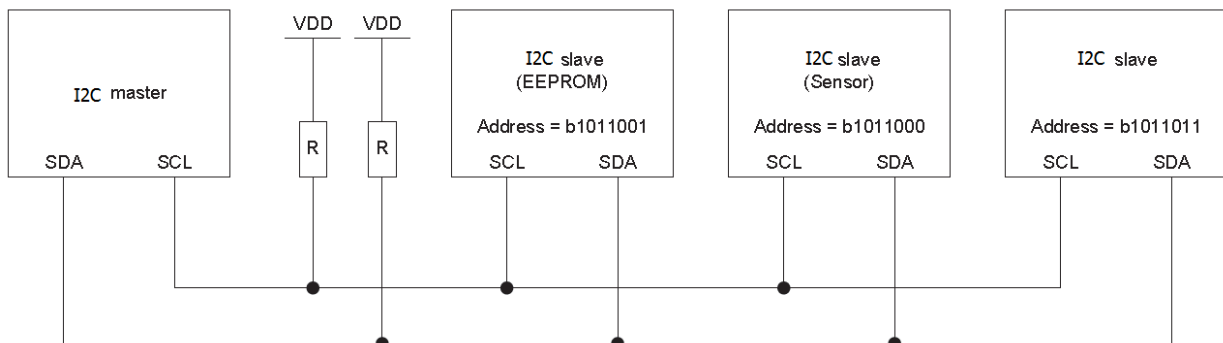 I2C master
SDA SCL
VDD VDD
R R
I2C slave
(EEPROM)
Address = b1011001
SCL SDA
I2C slave
(Sensor)
Address = b1011000
SCL SDA
I2C slave
Address = b1011011
SCL SDA